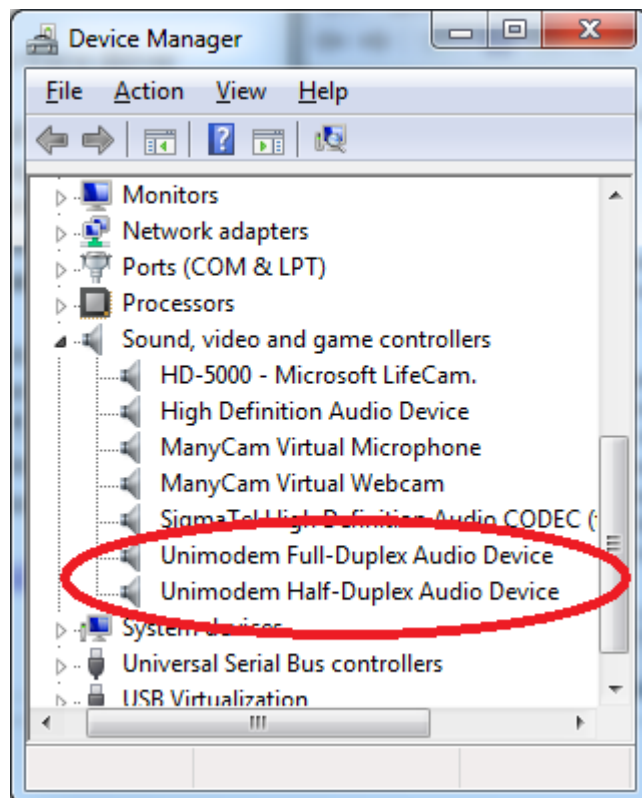 Device Manager
File Action View Help
Monitors
Network adapters
Ports (COM & LPT)
Processors
Sound, video and game controllers
HD-5000 - Microsoft LifeCam.
High Definition Audio Device
ManyCam Virtual Microphone
ManyCam Virtual Webcam
SigmaTel High Definition Audio CODEC (
Unimodem Full-Duplex Audio Device
Unimodem Half-Duplex Audio Device
System devices
Universal Serial Bus controllers
USB Virtualization